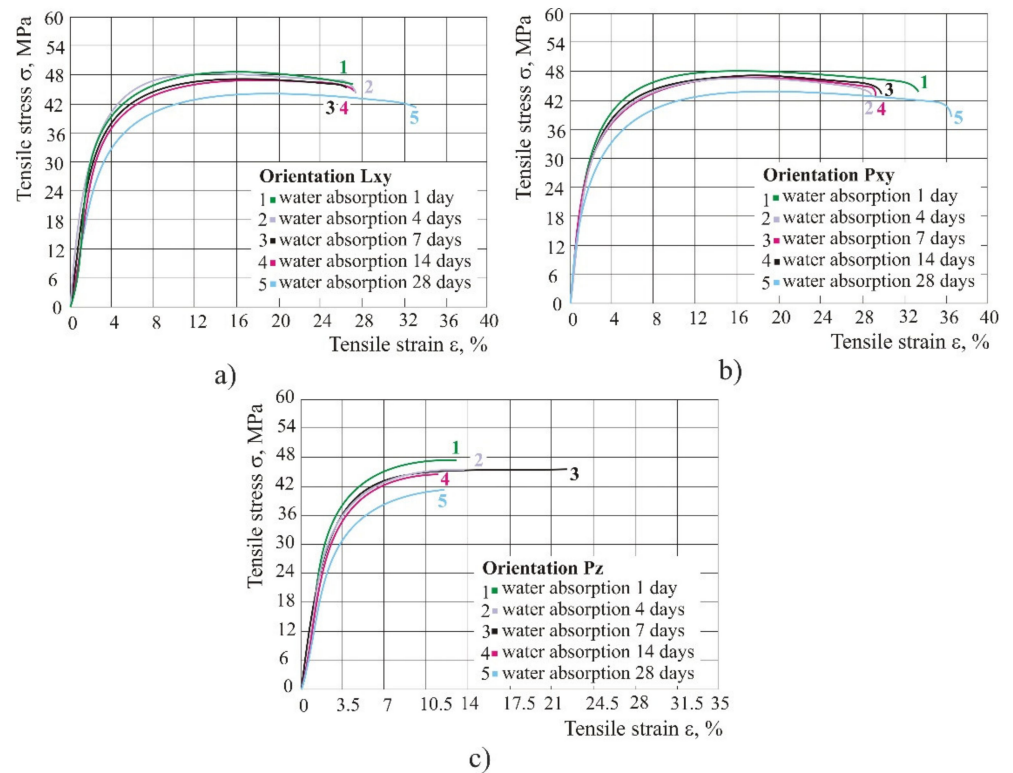 60
54
48
42
36
30
24
18
12
6
0
Tensile stress σ, MPa
1
2
3 4
5
Orientation Lxy
1 water absorption 1 day
2 water absorption 4 days
3 water absorption 7 days
4 water absorption 14 days
5 water absorption 28 days
0 4 8 12 16 20 24 28 32 36 40
Tensile strain ε, %
a)
60
54
48
42
36
30
24
18
12
6
0
Tensile stress σ, MPa
1
3
2 4
5
Orientation Pxy
1 water absorption 1 day
2 water absorption 4 days
3 water absorption 7 days
4 water absorption 14 days
5 water absorption 28 days
0 4 8 12 16 20 24 28 33 36 40
Tensile strain ε, %
b)
60
54
48
42
36
30
24
18
12
6
0
Tensile stress σ, MPa
1
2
3
4
5
Orientation Pz
1 water absorption 1 day
2 water absorption 4 days
3 water absorption 7 days
4 water absorption 14 days
5 water absorption 28 days
0 3.5 7 10.5 14 17.5 21 24.5 28 31.5 35
Tensile strain ε, %
c)